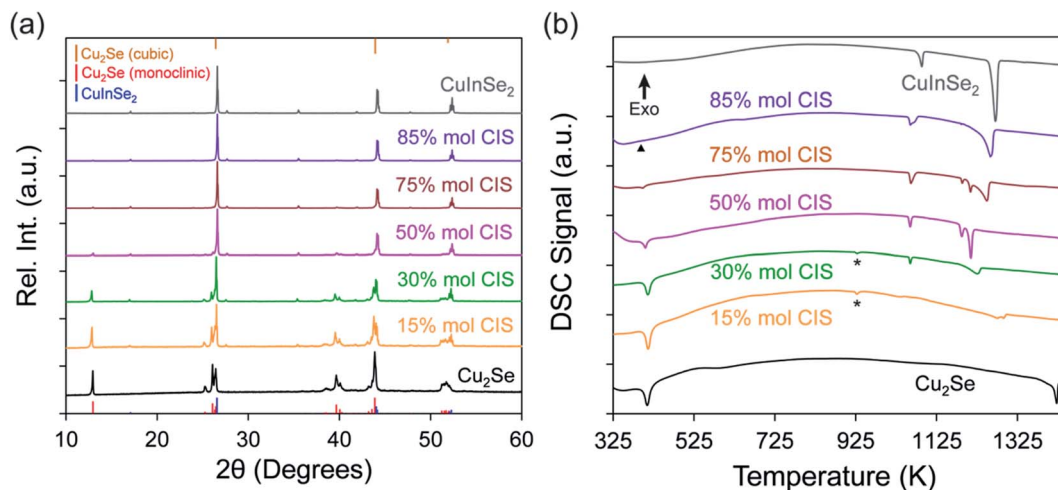 (a)
Cu₂Se (cubic)
Cu₂Se (monoclinic)
CuInSe₂
CuInSe₂
85% mol CIS
75% mol CIS
50% mol CIS
30% mol CIS
15% mol CIS
Cu₂Se
Rel. Int. (a.u.)
10 20 30 40 50 60
2θ (Degrees)
(b)
CuInSe₂
Exo
85% mol CIS
75% mol CIS
50% mol CIS
30% mol CIS
*
15% mol CIS
*
Cu₂Se
DSC Signal (a.u.)
325 525 725 925 1125 1325
Temperature (K)